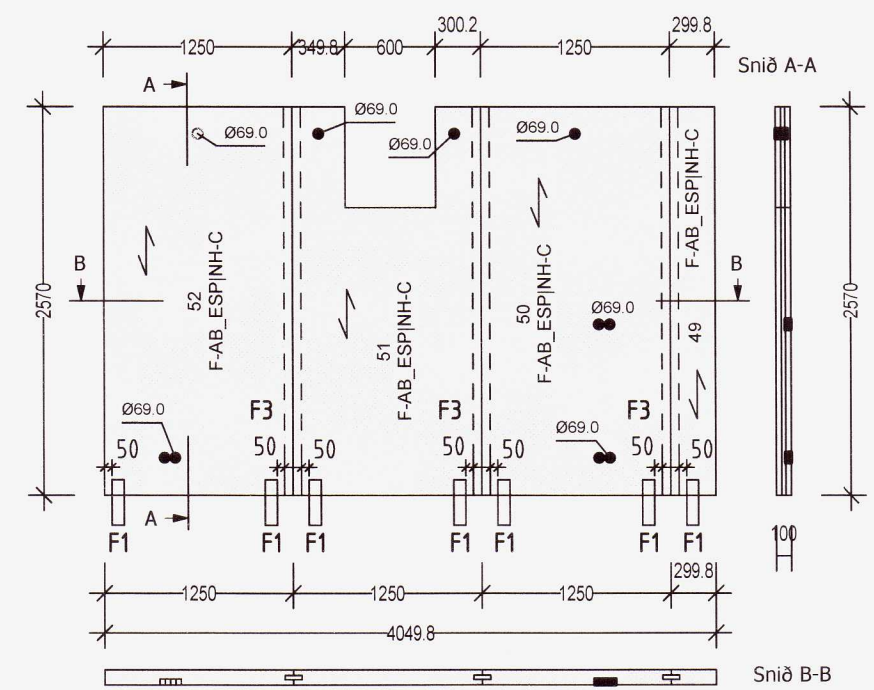 300.2
299.8
1250
349.8
600
1250
Snið A-A
A
Ø69.0
Ø69.0
Ø69.0
Ø69.0
F-AB_ESP|NH-C
B
B
2570
2570
52
F-AB_ESP|NH-C
51
F-AB_ESP|NH-C
50
F-AB_ESP|NH-C
49
Ø69.0
Ø69.0
Ø69.0
F3
F3
F3
50
50
50
50
50
50
50
A
F1
F1
F1
F1
F1
F1
F1
100
299.8
1250
1250
1250
4049.8
Snið B-B